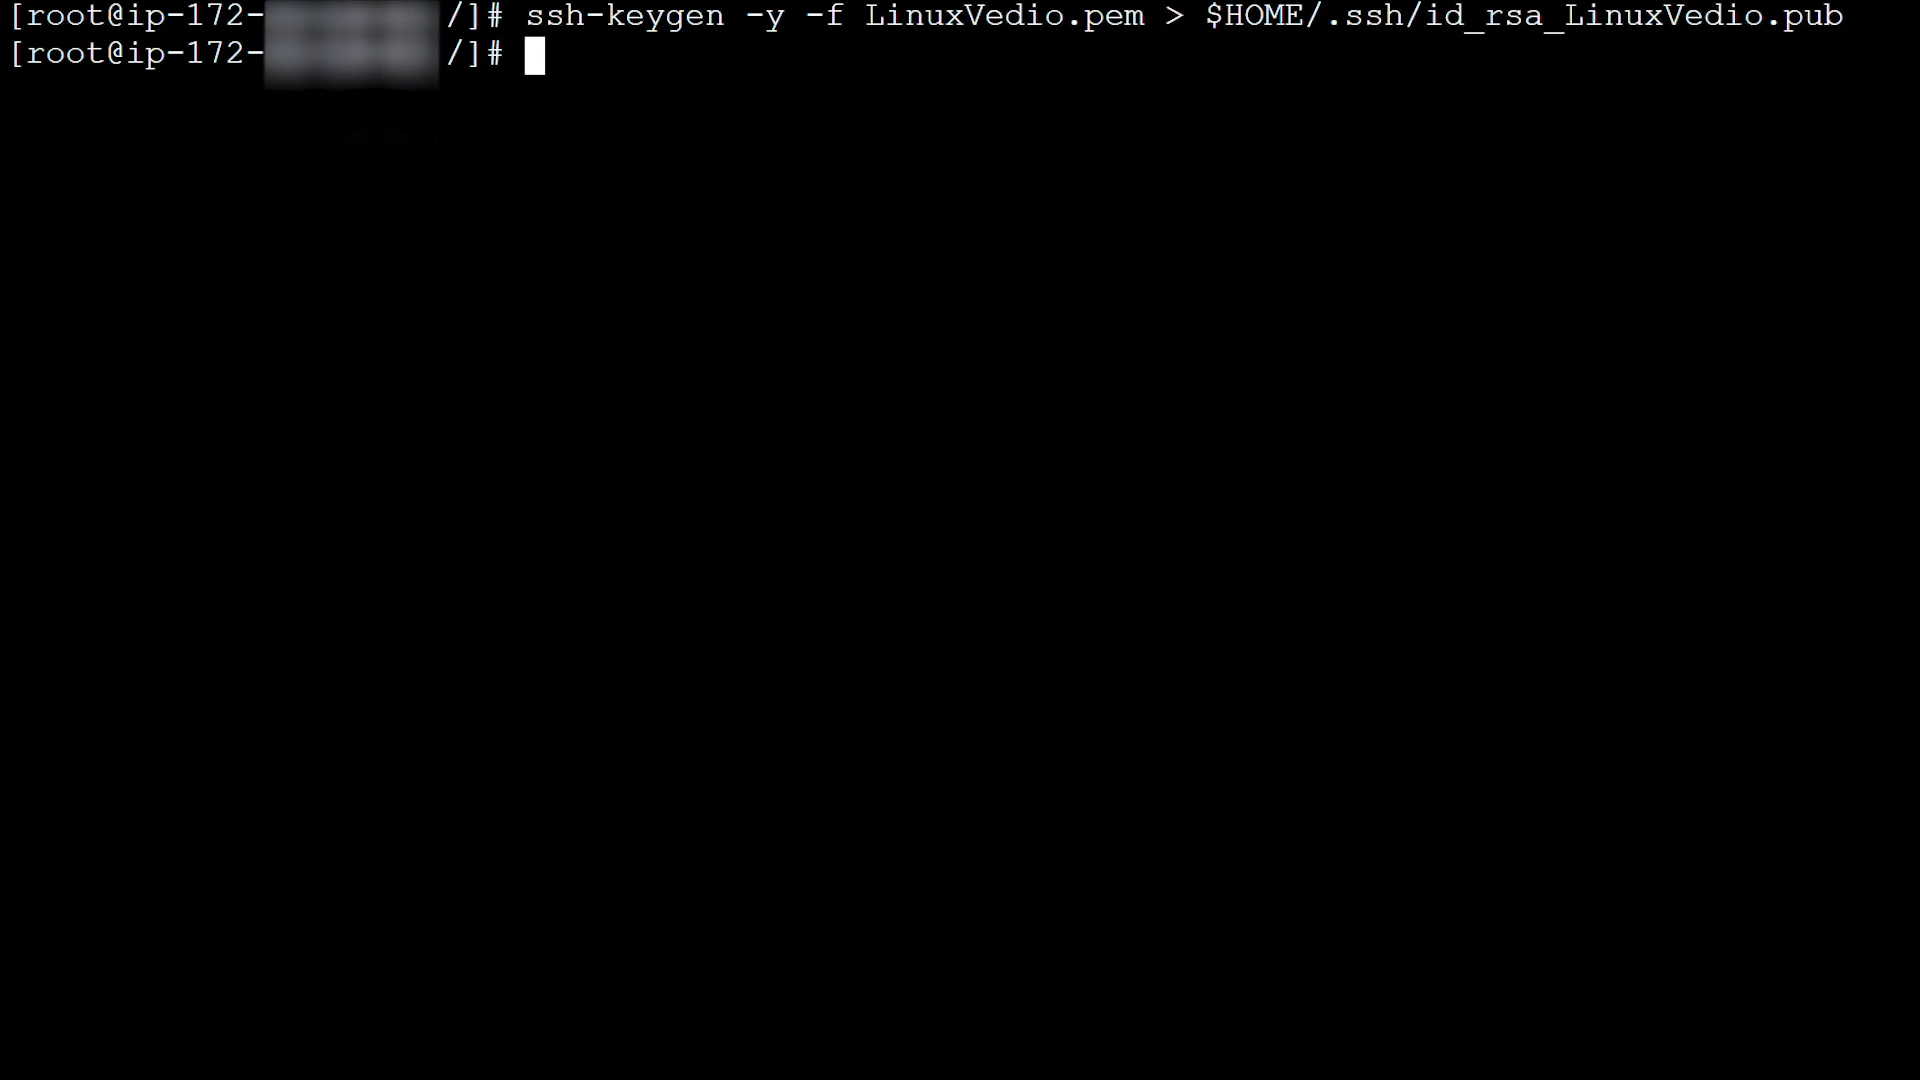 [root@ip-172- /]# ssh-keygen -y -f LinuxVedio.pem > $HOME/.ssh/id_rsa_LinuxVedio.pub
[root@ip-172- /]#